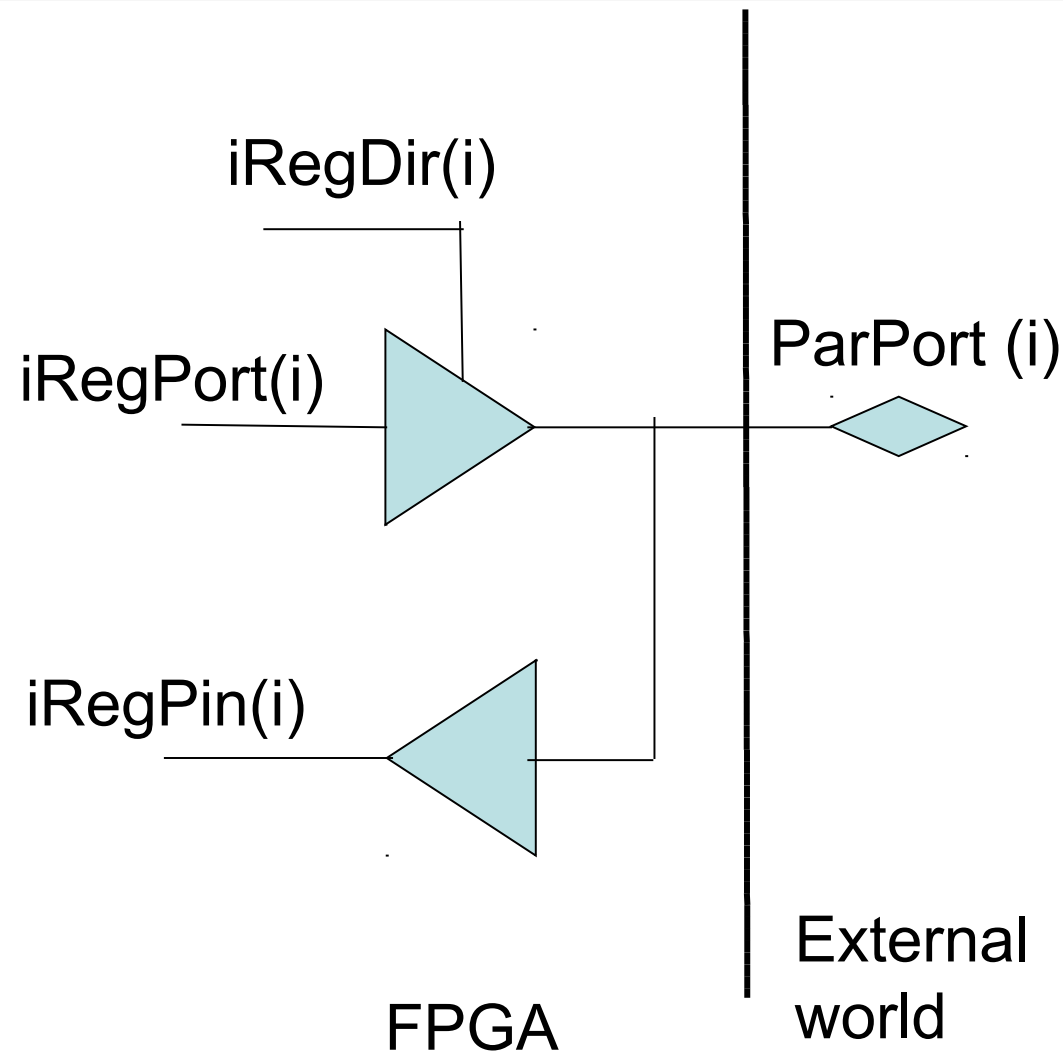 iRegDir(i)
ParPort (i)
iRegPort(i)
iRegPin(i)
External
world
FPGA